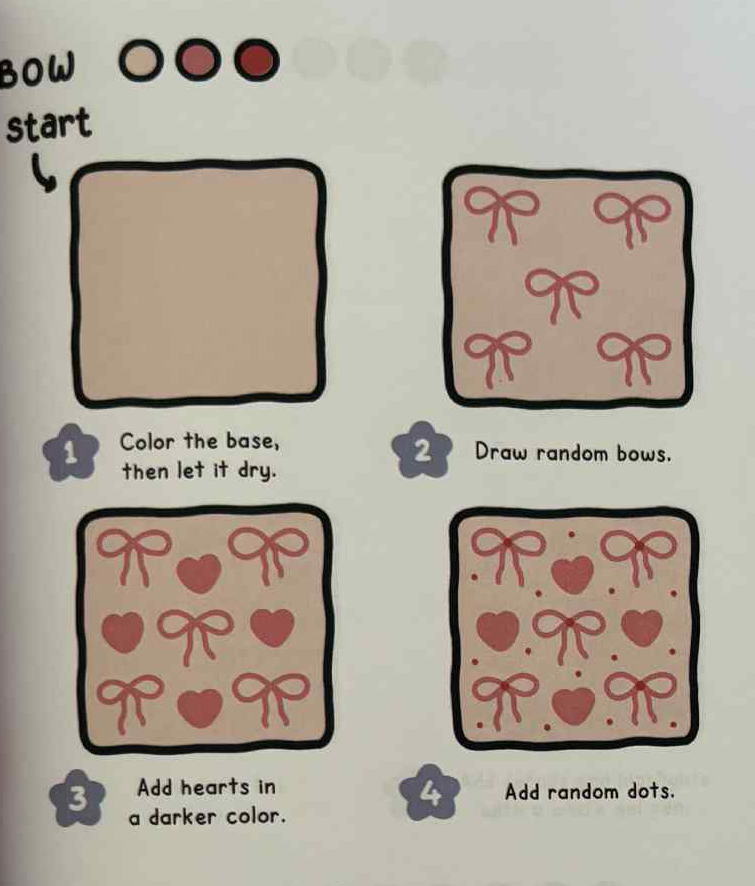 BOW
start
1
Color the base,
then let it dry.
2
Draw random bows.
3
Add hearts in
a darker color.
4
Add random dots.